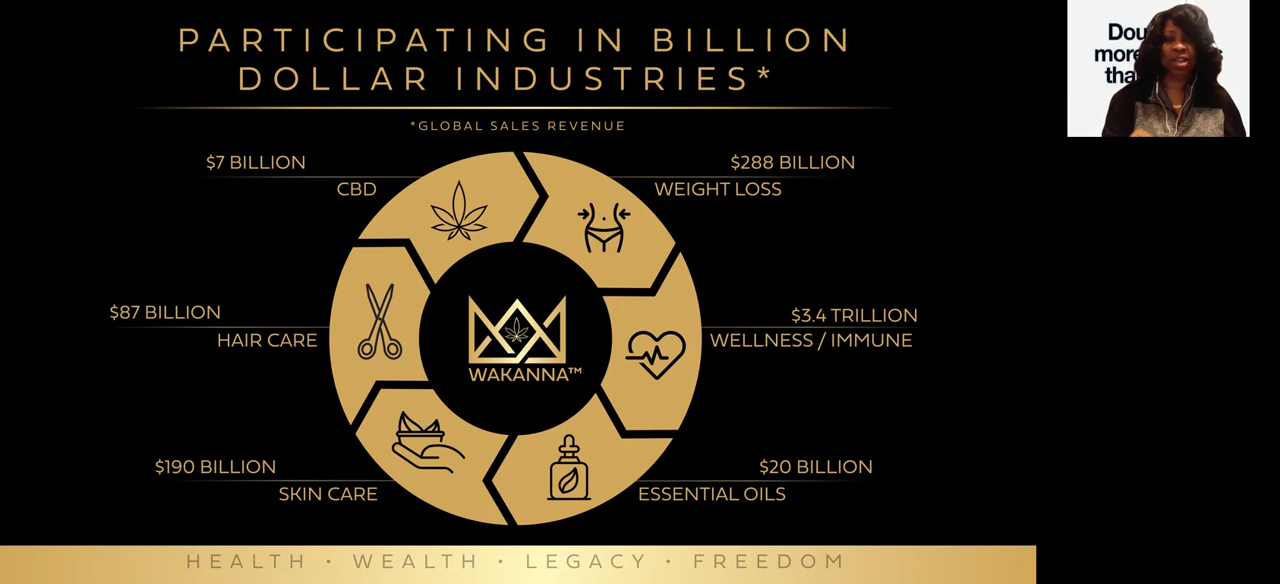 PARTICIPATING IN BILLION
DOLLAR INDUSTRIES*
*GLOBAL SALES REVENUE
$7 BILLION
CBD
$288 BILLION
WEIGHT LOSS
$87 BILLION
HAIR CARE
$3.4 TRILLION
WELLNESS / IMMUNE
WAKANNA™
$190 BILLION
SKIN CARE
$20 BILLION
ESSENTIAL OILS
HEALTH • WEALTH • LEGACY • FREEDOM